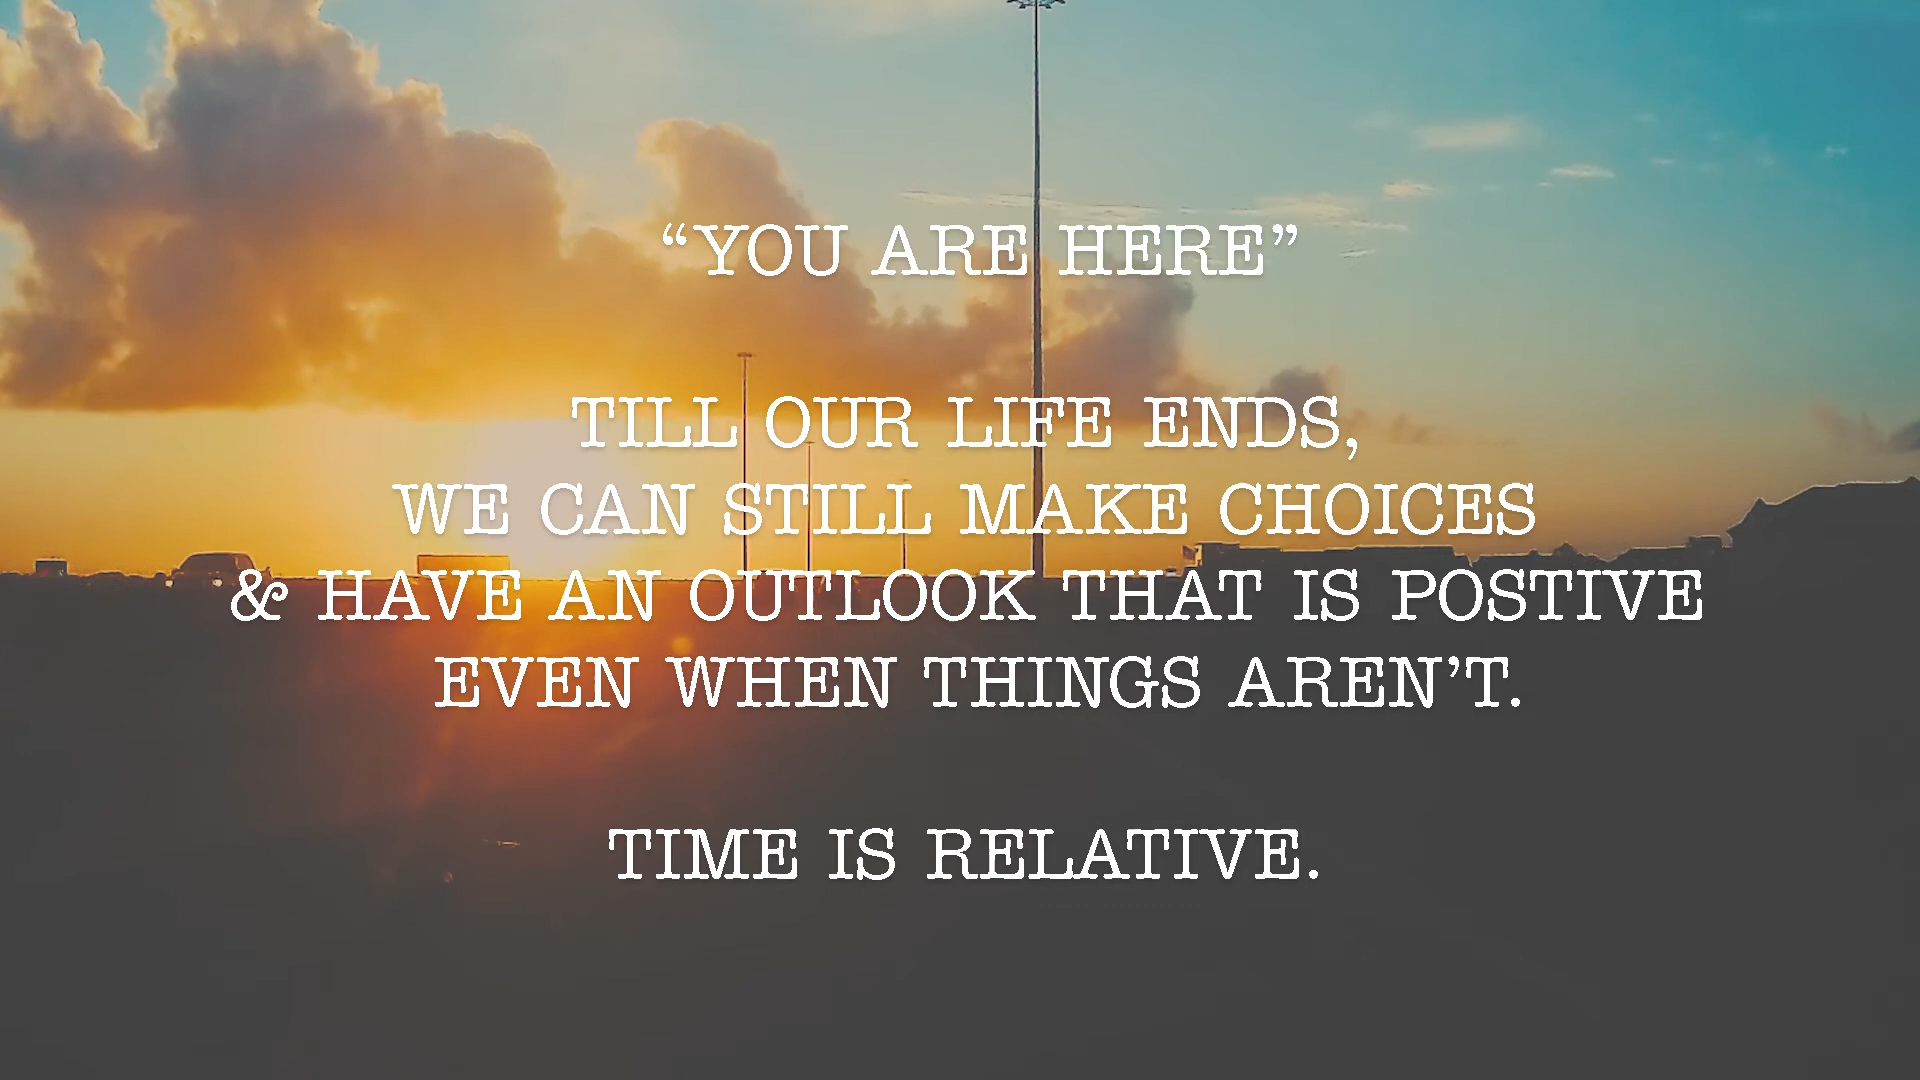 “YOU ARE HERE”
TILL OUR LIFE ENDS,
WE CAN STILL MAKE CHOICES
& HAVE AN OUTLOOK THAT IS POSTIVE
EVEN WHEN THINGS AREN’T.
TIME IS RELATIVE.